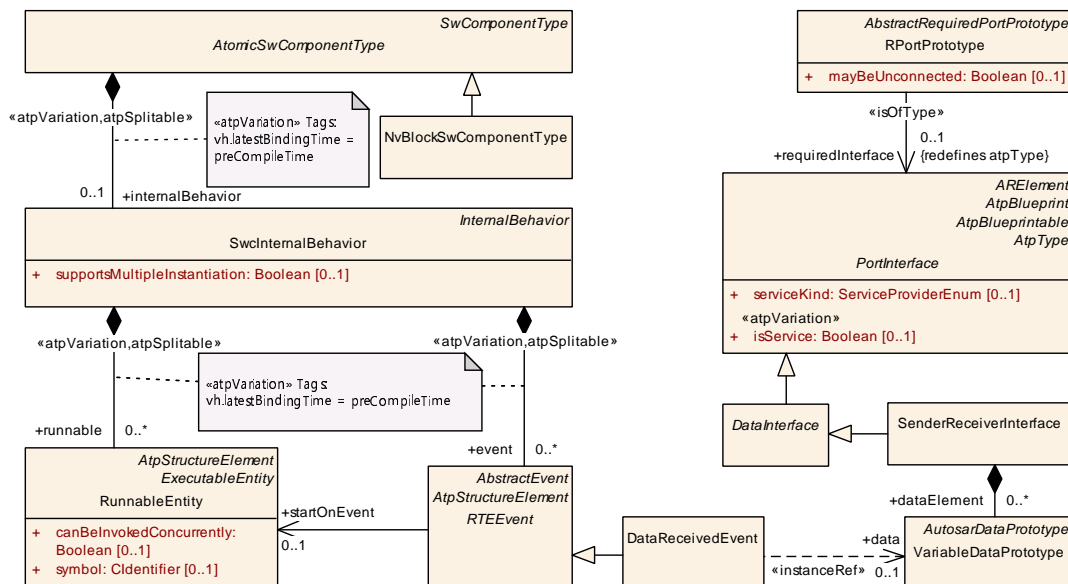 SwComponentType
AtomicSwComponentType
«atpVariation,atpSplitable»
«atpVariation» Tags:
vh.latestBindingTime =
preCompileTime
NvBlockSwComponentType
0..1
+internalBehavior
InternalBehavior
SwcInternalBehavior
+ supportsMultipleInstantiation: Boolean [0..1]
«atpVariation,atpSplitable»
«atpVariation,atpSplitable»
«atpVariation» Tags:
vh.latestBindingTime = preCompileTime
+runnable
0..*
+event
0..*
AtpStructureElement
ExecutableEntity
RunnableEntity
+ canBeInvokedConcurrently:
Boolean [0..1]
+ symbol: CIdentifier [0..1]
+startOnEvent
0..1
AbstractEvent
AtpStructureElement
RTEEvent
DataReceivedEvent
AbstractRequiredPortPrototype
RPortPrototype
+ mayBeUnconnected: Boolean [0..1]
«isOfType»
0..1
+requiredInterface
{redefines atpType}
ARElement
AtpBlueprint
AtpBlueprintable
AtpType
PortInterface
+ serviceKind: ServiceProviderEnum [0..1]
«atpVariation»
+ isService: Boolean [0..1]
DataInterface
SenderReceiverInterface
+dataElement
0..*
+data
«instanceRef»
0..1
AutosarDataPrototype
VariableDataPrototype